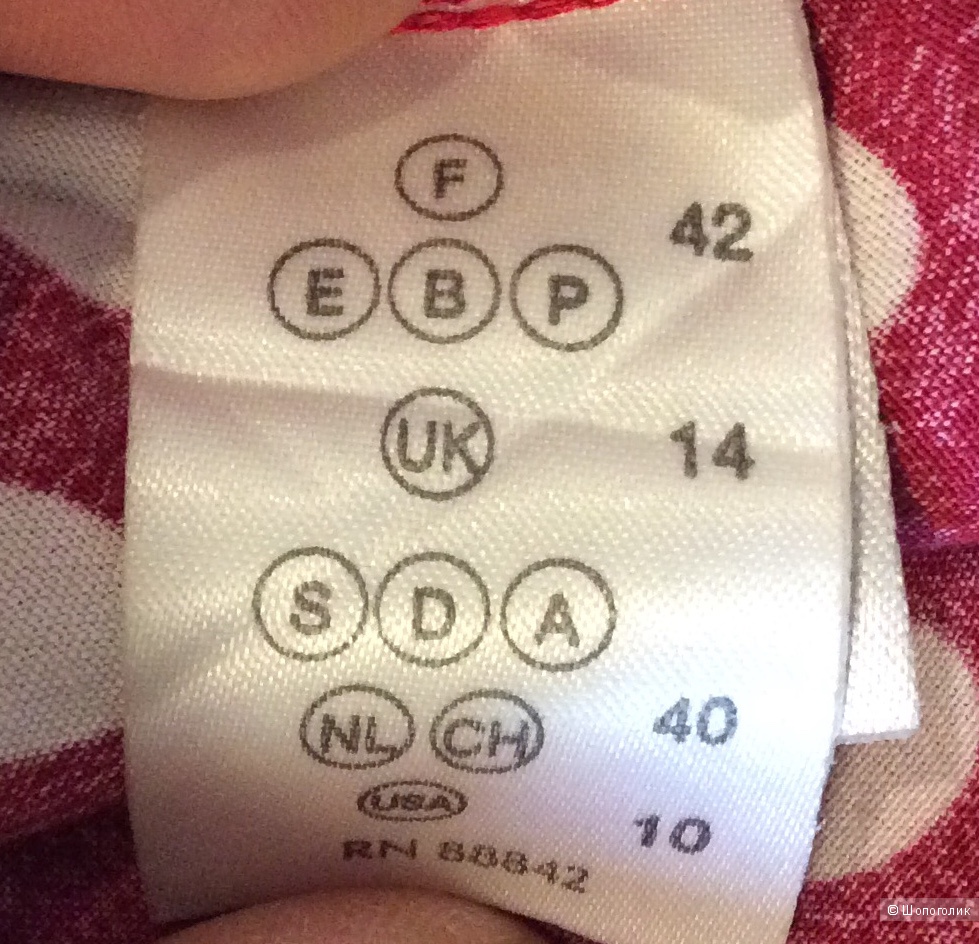 F
E B P 42
UK 14
S D A
NL CH 40
USA 10
RN 88842
© Шопоголик